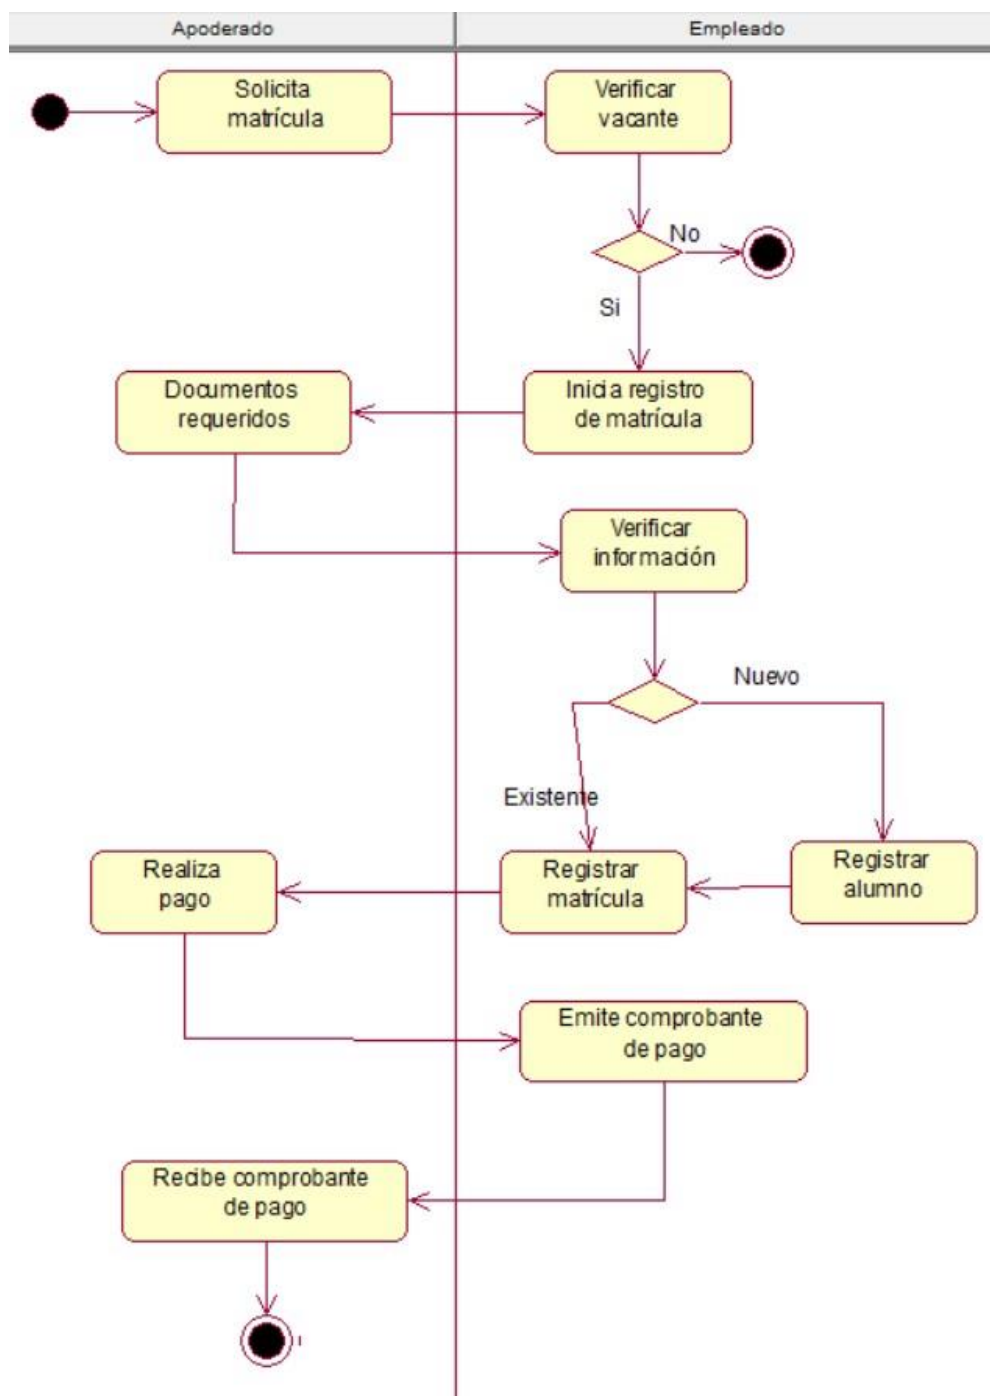 Apoderado
Empleado
Solicita
matrícula
Verificar
vacante
No
Si
Documentos
requeridos
Inicia registro
de matrícula
Verificar
información
Nuevo
Existente
Realiza
pago
Registrar
matrícula
Registrar
alumno
Emite comprobante
de pago
Recibe comprobante
de pago